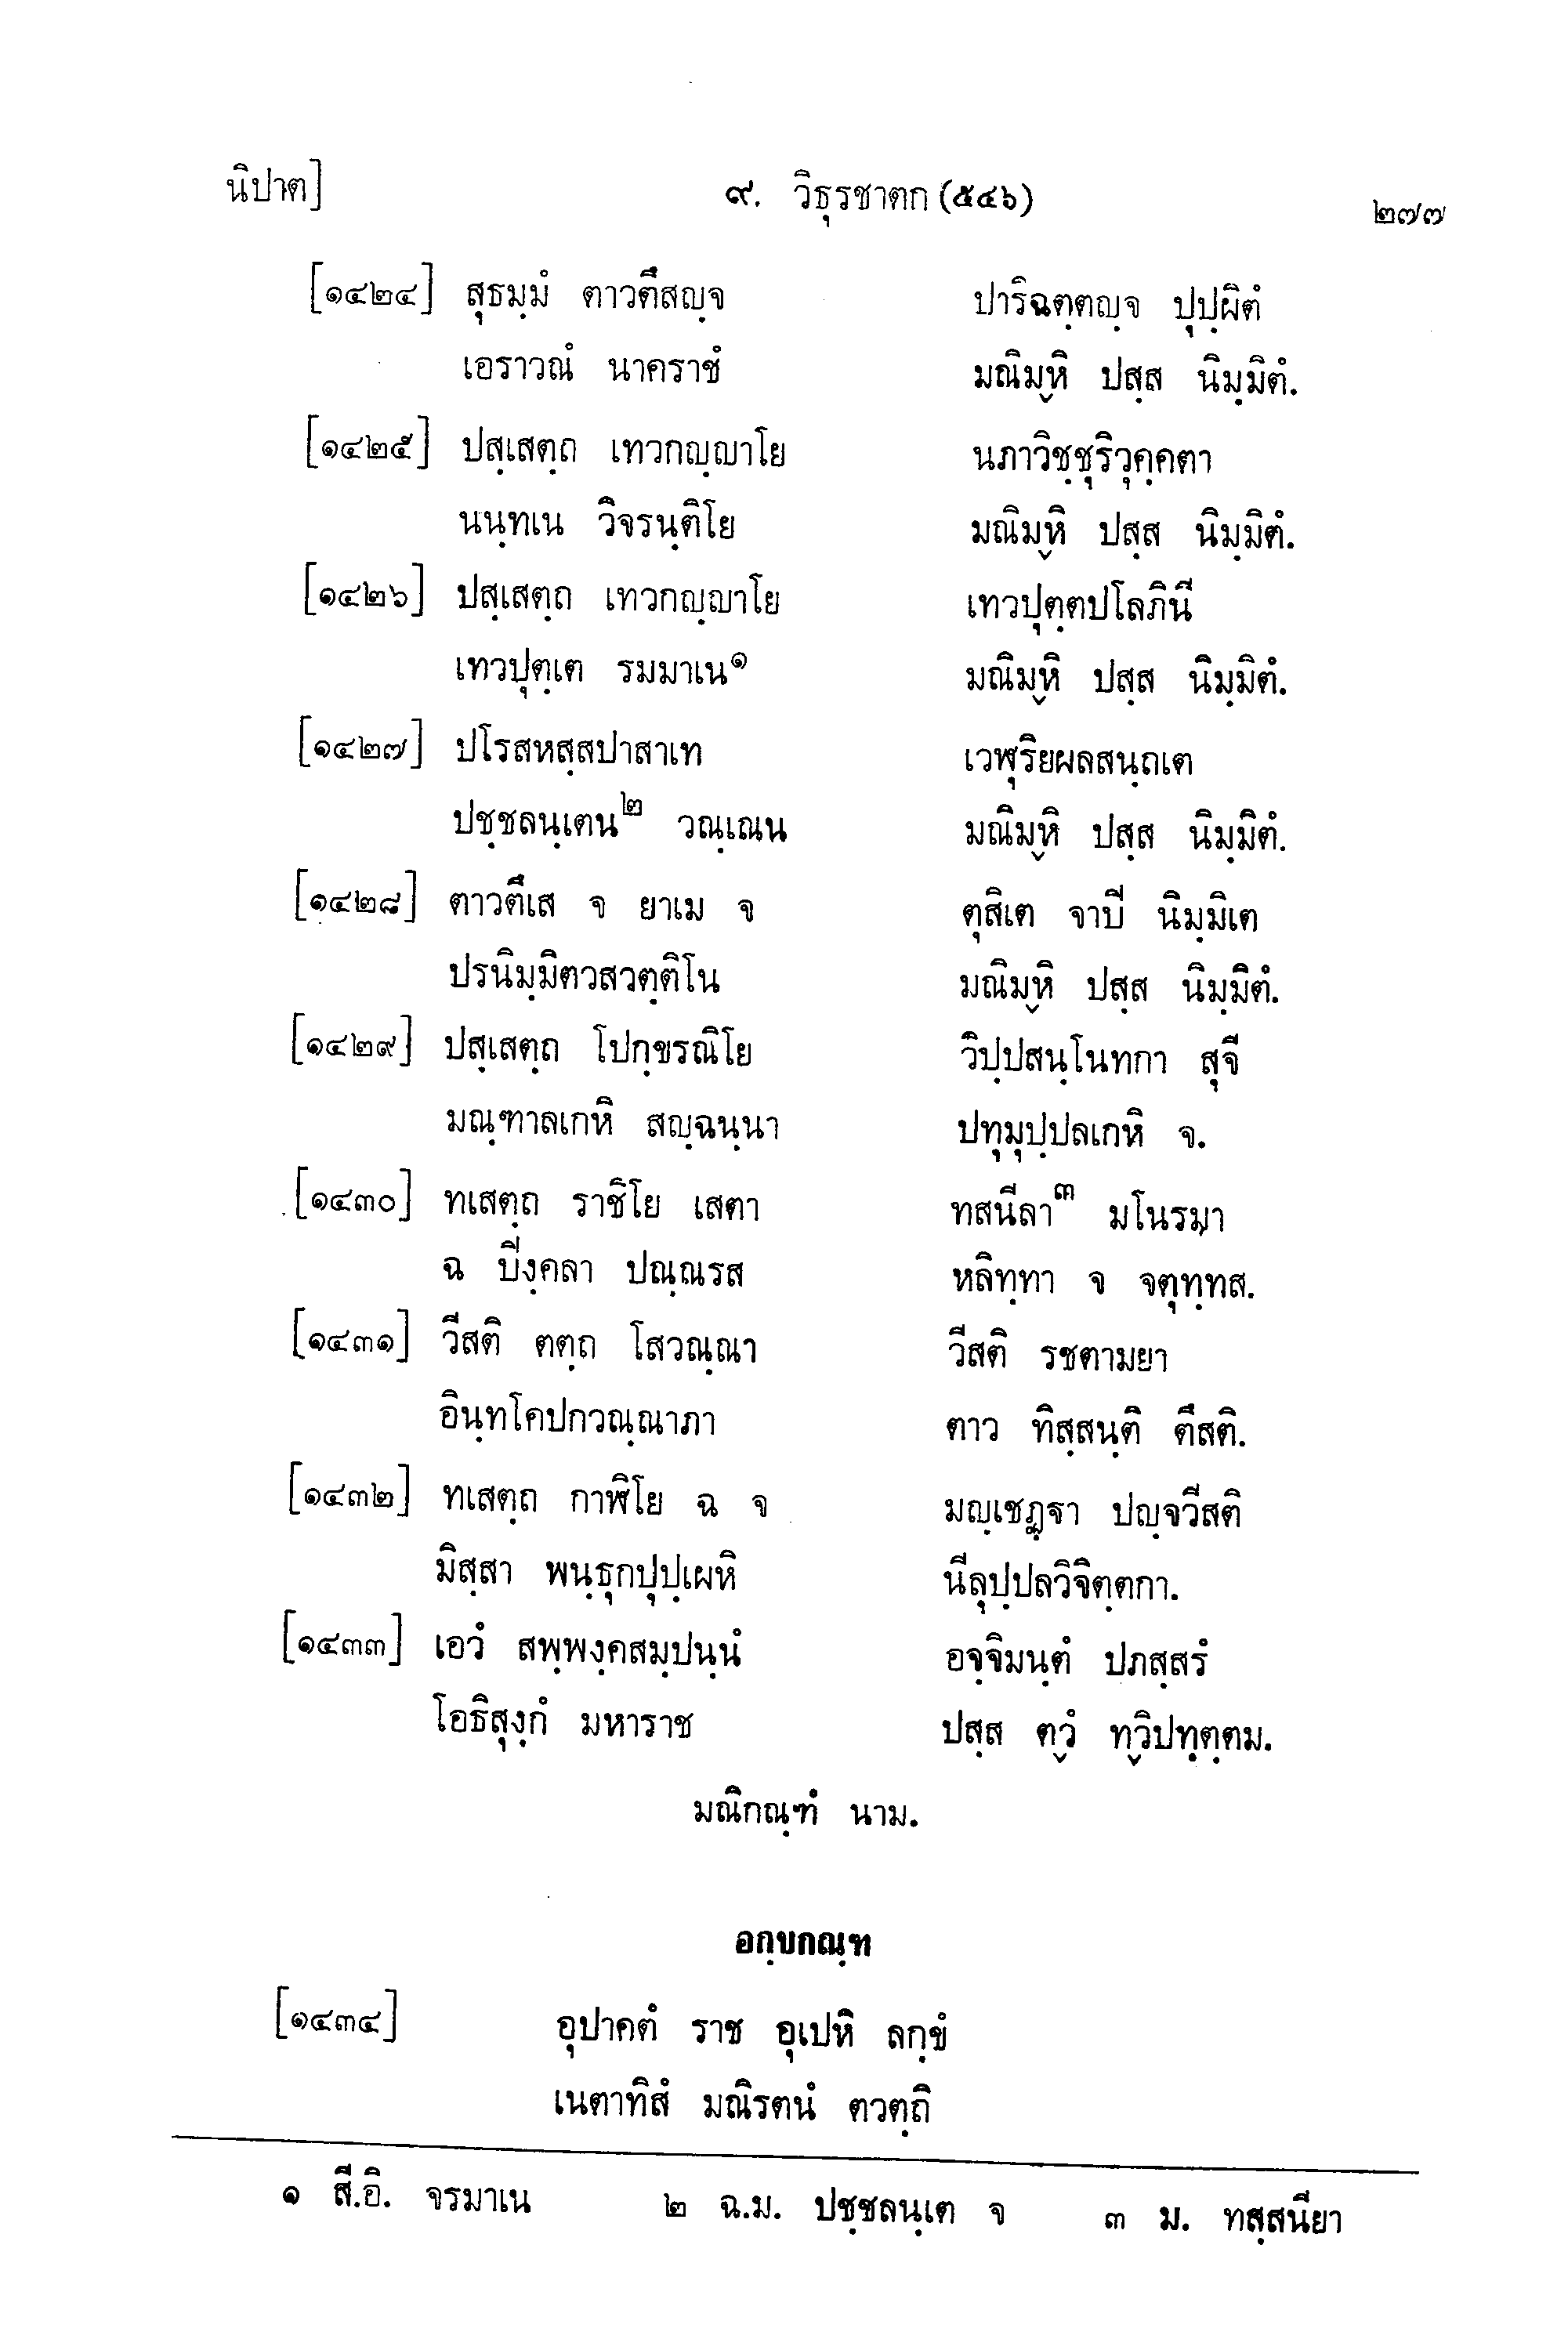 นิปาต] ๙. วิธุรชาตก (๕๔๖) ๒๗๗
[๑๔๒๔] สุธมฺมํ ตาวตึสญฺจ ปาริฉตฺตญฺจ ปุปฺผิตํ
เอราวณํ นาคราชํ มณิมฺหิ ปสฺส นิมฺมิตํ.
[๑๔๒๕] ปสฺเสตฺถ เทวกญฺญาโย นภาวิชฺชุริวุคฺคตา
นนฺทเน วิจรนฺติโย มณิมฺหิ ปสฺส นิมฺมิตํ.
[๑๔๒๖] ปสฺเสตฺถ เทวกญฺญาโย เทวปุตฺตปโลภินี
เทวปุตฺเต รมมาเน๑ มณิมฺหิ ปสฺส นิมฺมิตํ.
[๑๔๒๗] ปโรสหสฺสปาสาเท เวฬุริยผลสนฺถเต
ปชฺชลนฺเตน๒ วณฺเณน มณิมฺหิ ปสฺส นิมฺมิตํ.
[๑๔๒๘] ตาวตึเส จ ยาเม จ ตุสิเต จาปิ นิมฺมิเต
ปรนิมฺมิตวสวตฺติโน มณิมฺหิ ปสฺส นิมฺมิตํ.
[๑๔๒๙] ปสฺเสตฺถ โปกฺขรณิโย วิปฺปสนฺโนทกา สุจี
มณฺฑาลเกหิ สญฺฉนฺนา ปทุมุปฺปลเกหิ จ.
[๑๔๓๐] ทเสตฺถ ราชิโย เสตา ทสนีลา๓ มโนรมา
ฉ ปิงฺคลา ปณฺณรส หลิทฺทา จ จตุทฺทส.
[๑๔๓๑] วีสติ ตตฺถ โสวณฺณา วีสติ รชตามยา
อินฺทโคปกวณฺณาภา ตาว ทิสฺสนฺติ ตึสติ.
[๑๔๓๒] ทเสตฺถ กาฬิโย ฉ จ มญฺเชฏฺฐา ปญฺจวีสติ
มิสฺสา พนฺธุกปุปฺเผหิ นีลุปฺปลวิจิตฺตกา.
[๑๔๓๓] เอวํ สพฺพงฺคสมฺปนฺนํ อจฺจิมนฺตํ ปภสฺสรํ
โอธิสุงฺกํ มหาราช ปสฺส ตฺวํ ทฺวิปทุตฺตม.
มณิกณฺฑํ นาม.
อกฺขกณฺฑ
[๑๔๓๔] อุปาคตํ ราช อุเปหิ ลกฺขํ
เนตาทิสํ มณิรตนํ ตวตฺถิ
๑ สี.อิ. จรมาเน ๒ ฉ.ม. ปชฺชลนฺเต จ ๓ ม. ทสฺสนียา